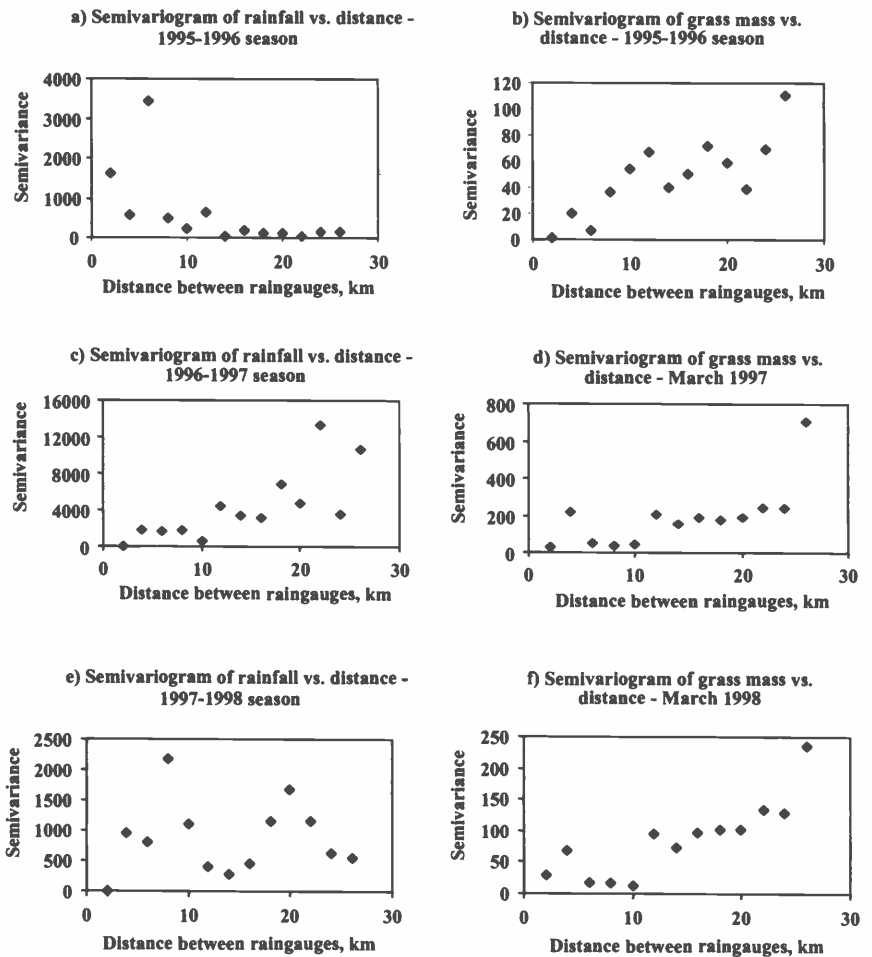 a) Semivariogram of rainfall vs. distance -
1995-1996 season
4000
3000
2000
1000
0
Semivariance
0 10 20 30
Distance between raingauges, km
b) Semivariogram of grass mass vs.
distance - 1995-1996 season
120
100
80
60
40
20
0
Semivariance
0 10 20 30
Distance between raingauges, km
c) Semivariogram of rainfall vs. distance -
1996-1997 season
16000
12000
8000
4000
0
Semivariance
0 10 20 30
Distance between raingauges, km
d) Semivariogram of grass mass vs.
distance - March 1997
800
600
400
200
0
Semivariance
0 10 20 30
Distance between raingauges, km
e) Semivariogram of rainfall vs. distance -
1997-1998 season
2500
2000
1500
1000
500
0
Semivariance
0 10 20 30
Distance between raingauges, km
f) Semivariogram of grass mass vs.
distance - March 1998
250
200
150
100
50
0
Semivariance
0 10 20 30
Distance between raingauges, km